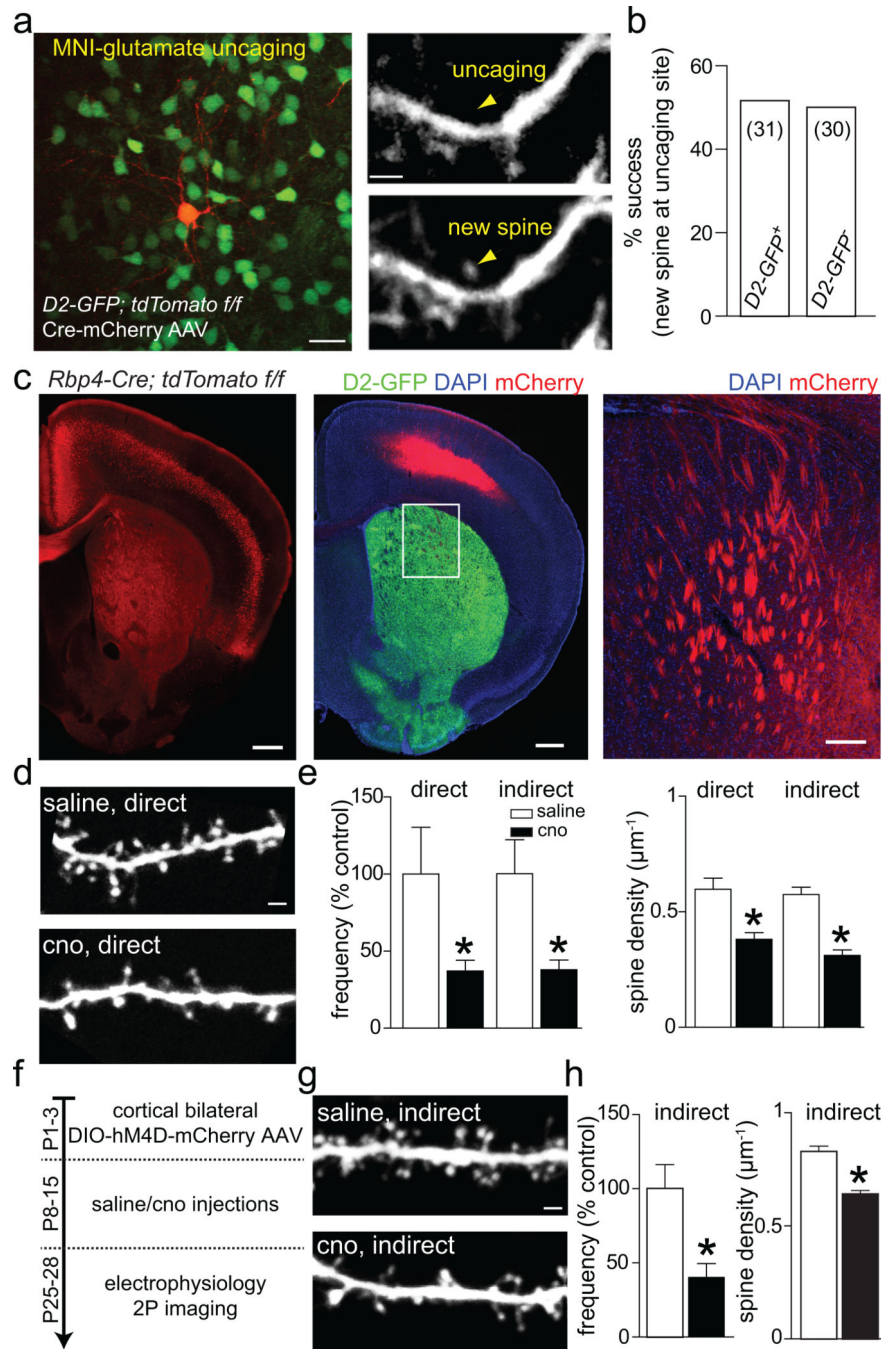 a
MNI-glutamate uncaging
D2-GFP; tdTomato f/f
Cre-mCherry AAV
uncaging
new spine
b
% success
(new spine at uncaging site)
60
40
20
0
(31)
(30)
D2-GFP+
D2-GFP-
c
Rbp4-Cre; tdTomato f/f
D2-GFP DAPI mCherry
DAPI mCherry
d
saline, direct
cno, direct
e
frequency (% control)
150
100
50
0
direct
indirect
saline
cno
*
*
spine density (µm⁻¹)
1
0.5
0
direct
indirect
*
*
f
P1-3
cortical bilateral
DIO-hM4D-mCherry AAV
P8-15
saline/cno injections
P25-28
electrophysiology
2P imaging
g
saline, indirect
cno, indirect
h
frequency (% control)
150
100
50
0
indirect
*
spine density (µm⁻¹)
1
0.5
0
indirect
*